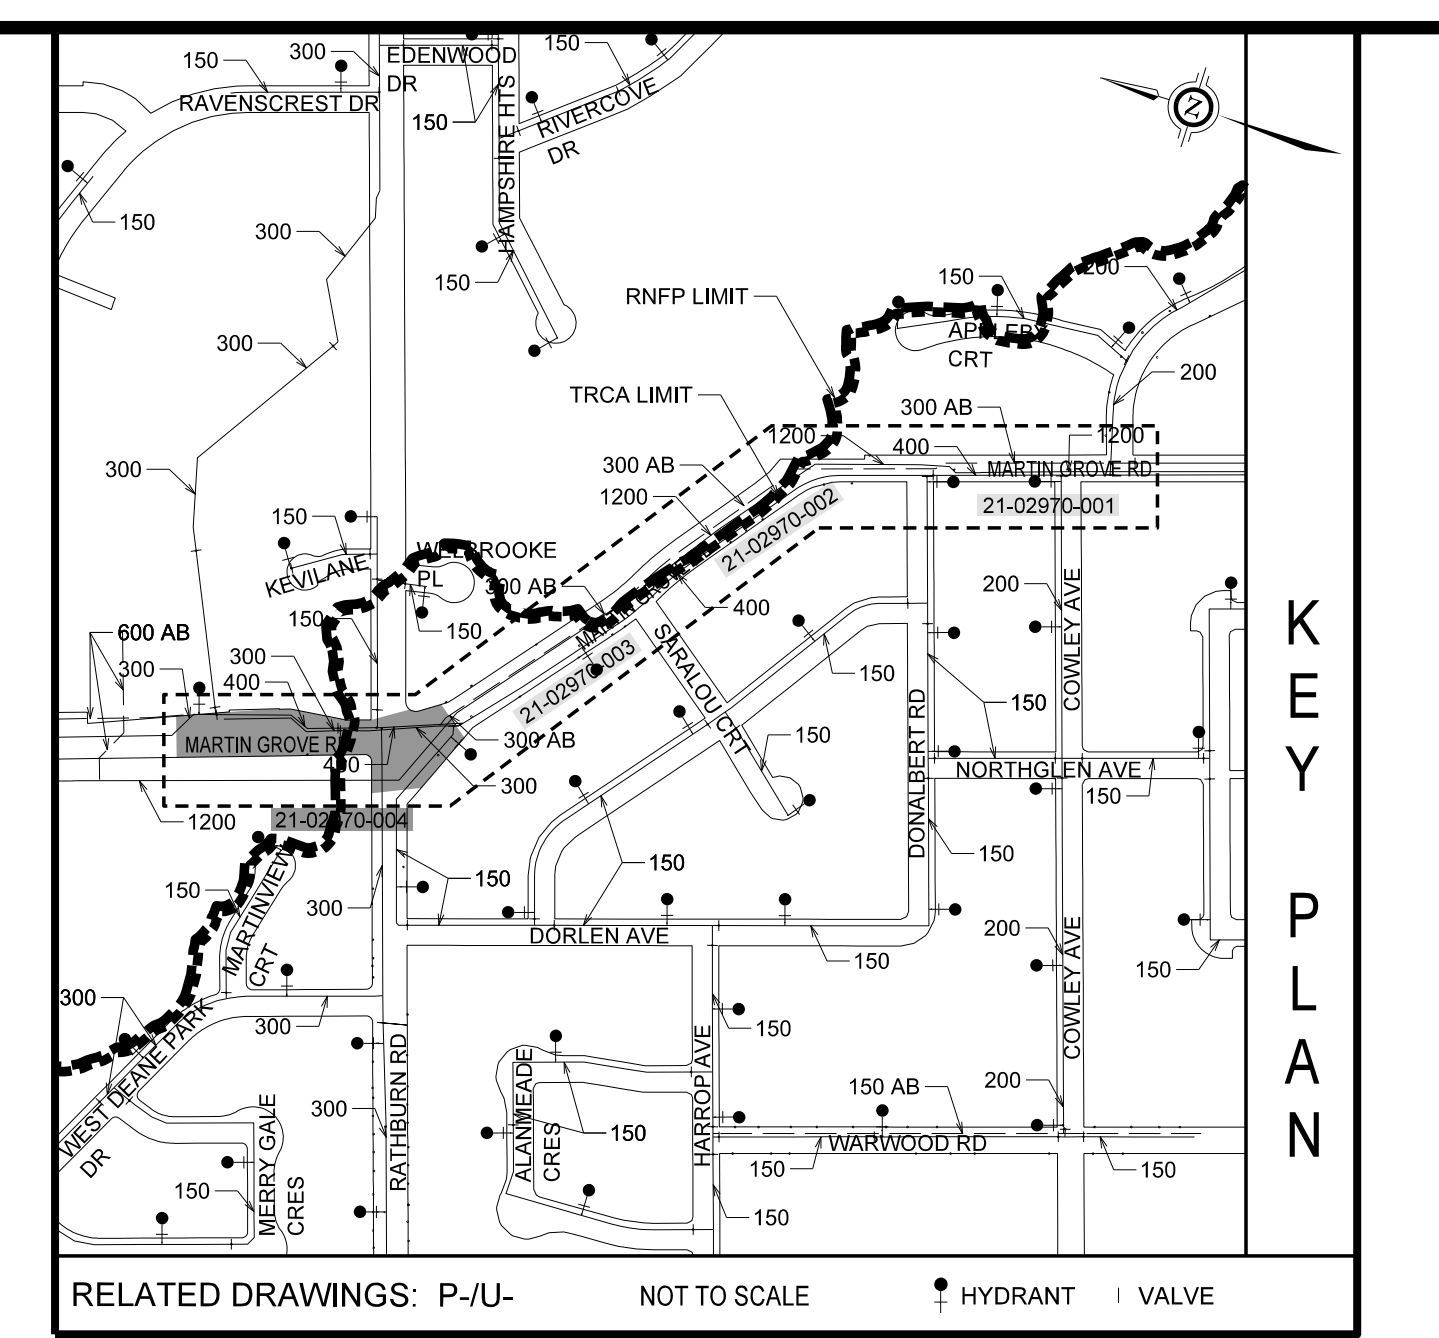 300
EDENWOOD
DR
150
150
RAVENSCREST DR
150
HAMPSHIRE HTS
RIVERCOVE
DR
N
150
300
150
RNFP LIMIT
150
200
APPLEBY
CRT
300
TRCA LIMIT
200
300 AB
1200
400
1200
300
300 AB
MARTIN GROVE RD
1200
21-02970-001
21-02970-002
150
KEVILANE
WELBROOKE
PL
300 AB
400
200
COWLEY AVE
150
150
600 AB
300
300
400
MARTIN GROVE
21-02970-003
SARALOU CRT
150
150
DONALBERT RD
MARTIN GROVE RD
400
300 AB
300
150
NORTHGLEN AVE
150
1200
21-02970-004
150
MARTINVIEW
CRT
300
150
150
150
DORLEN AVE
150
200
COWLEY AVE
150
300
WEST DEANE PARK
DR
300
RATHBURN RD
150
HARROP AVE
300
ALANMEADE
CRES
150
150 AB
200
WARWOOD RD
150
150
MERRY GALE
CRES
150
150
KEY PLAN
RELATED DRAWINGS: P-/U-
NOT TO SCALE
HYDRANT
VALVE